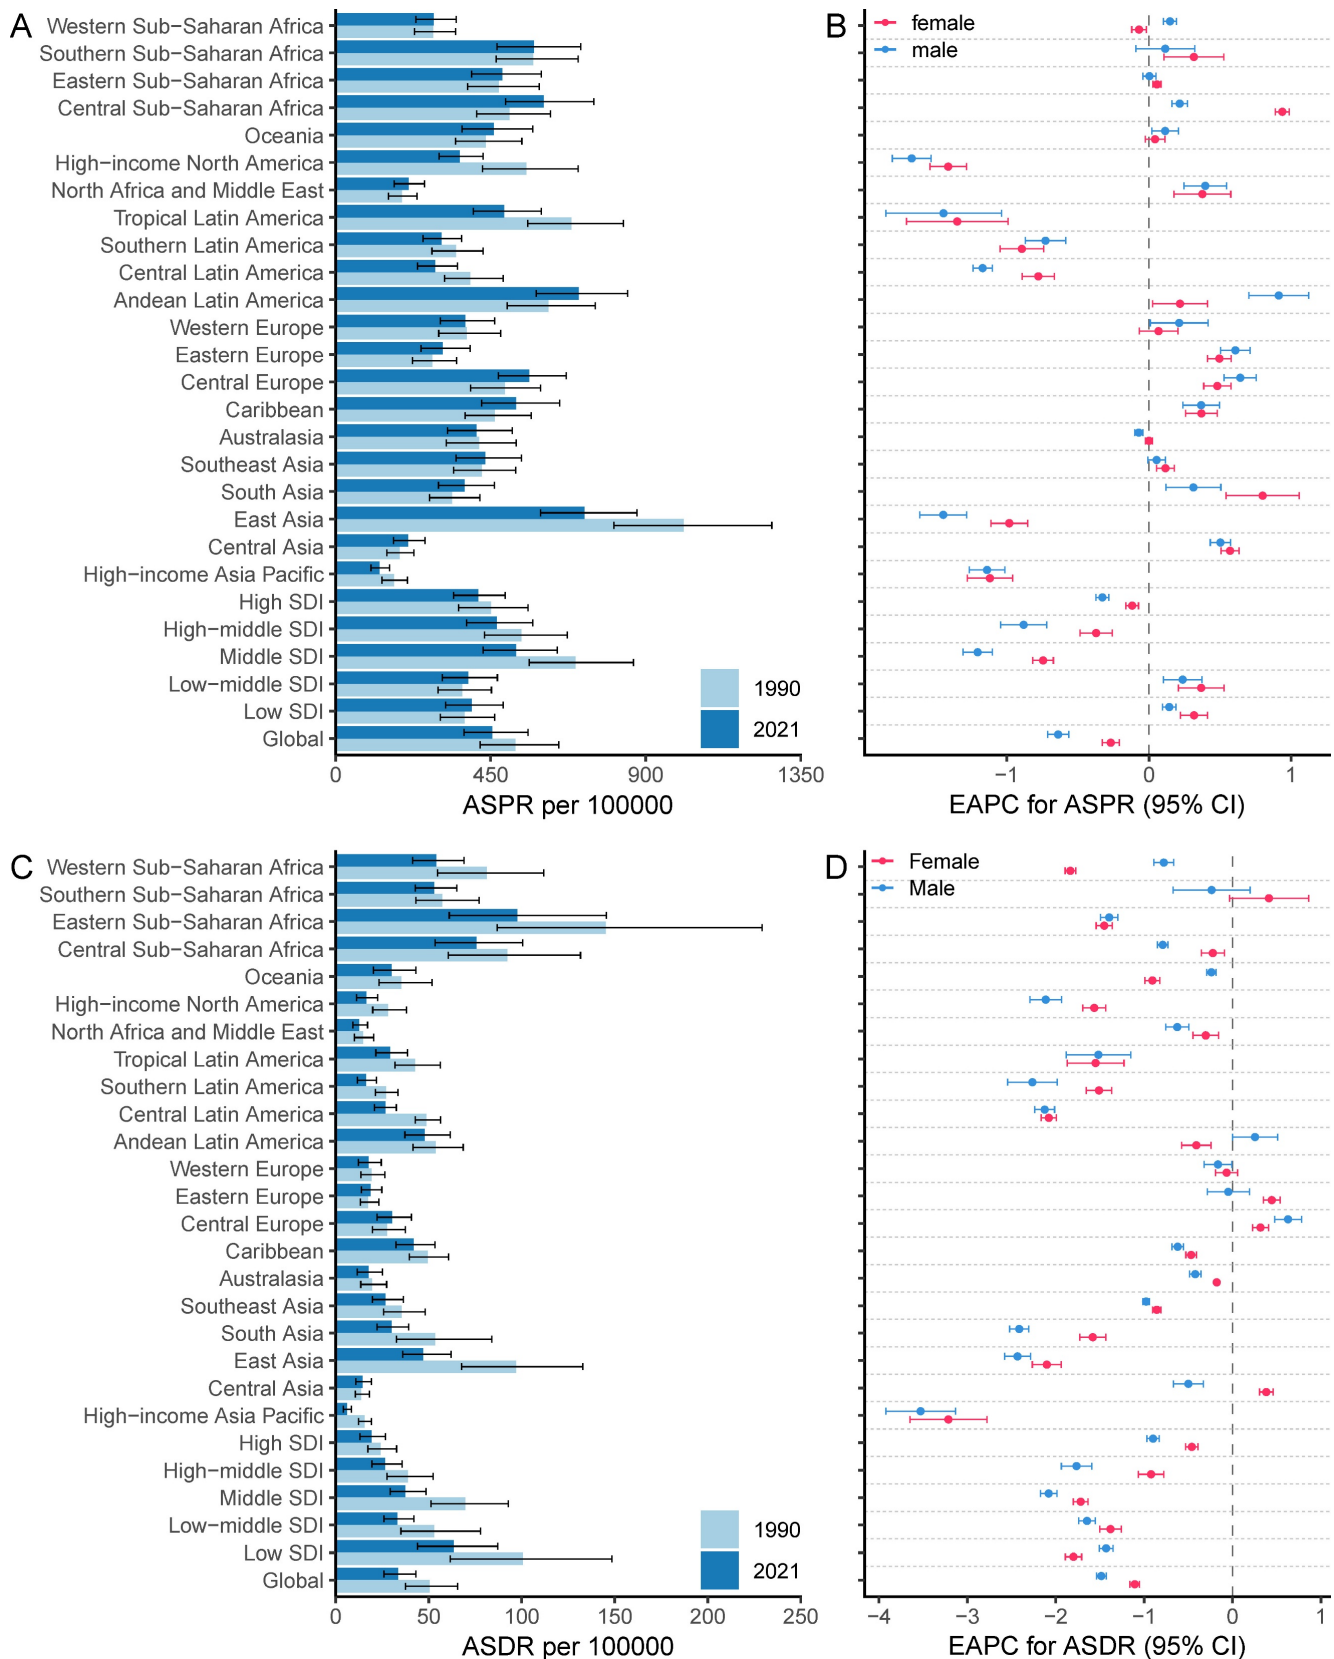 A
Western Sub−Saharan Africa
Southern Sub−Saharan Africa
Eastern Sub−Saharan Africa
Central Sub−Saharan Africa
Oceania
High−income North America
North Africa and Middle East
Tropical Latin America
Southern Latin America
Central Latin America
Andean Latin America
Western Europe
Eastern Europe
Central Europe
Caribbean
Australasia
Southeast Asia
South Asia
East Asia
Central Asia
High−income Asia Pacific
High SDI
High−middle SDI
Middle SDI
Low−middle SDI
Low SDI
Global
1990
2021
0 450 900 1350
ASPR per 100000
B
female
male
−1 0 1
EAPC for ASPR (95% CI)
C
Western Sub−Saharan Africa
Southern Sub−Saharan Africa
Eastern Sub−Saharan Africa
Central Sub−Saharan Africa
Oceania
High−income North America
North Africa and Middle East
Tropical Latin America
Southern Latin America
Central Latin America
Andean Latin America
Western Europe
Eastern Europe
Central Europe
Caribbean
Australasia
Southeast Asia
South Asia
East Asia
Central Asia
High−income Asia Pacific
High SDI
High−middle SDI
Middle SDI
Low−middle SDI
Low SDI
Global
1990
2021
0 50 100 150 200 250
ASDR per 100000
D
Female
Male
−4 −3 −2 −1 0 1
EAPC for ASDR (95% CI)